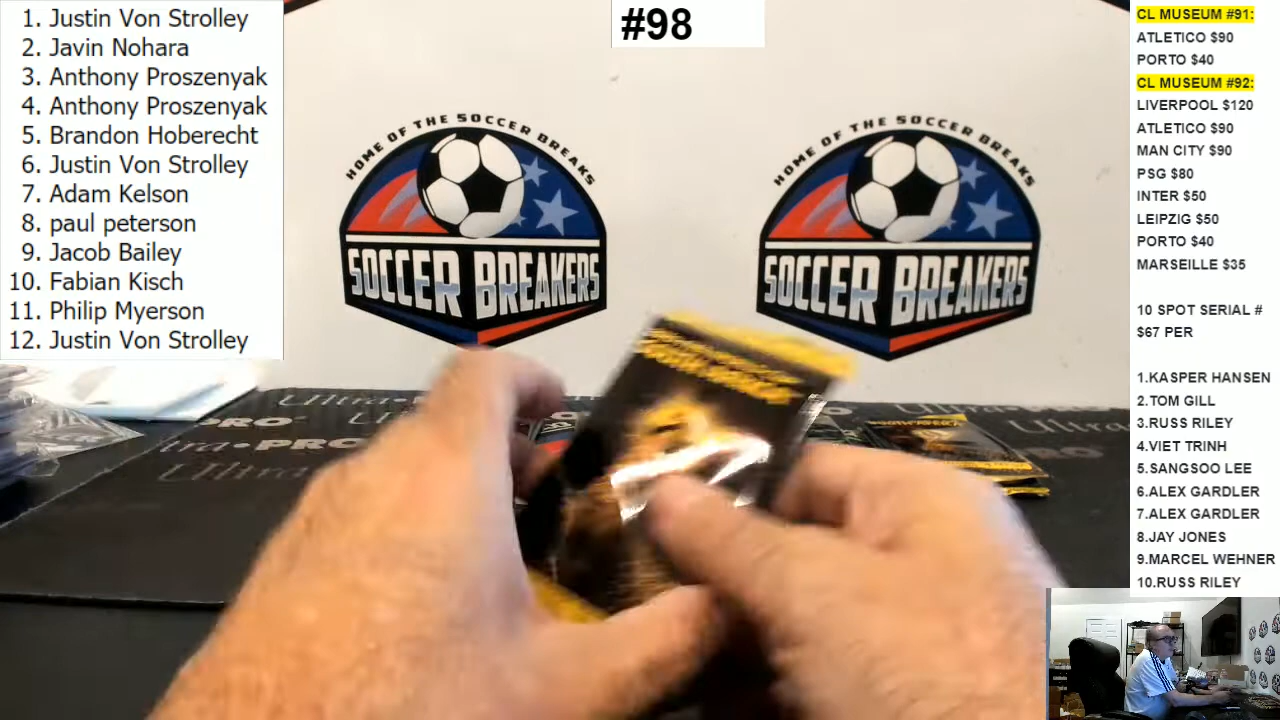 1. Justin Von Strolley
2. Javin Nohara
3. Anthony Proszenyak
4. Anthony Proszenyak
5. Brandon Hoberecht
6. Justin Von Strolley
7. Adam Kelson
8. paul peterson
9. Jacob Bailey
10. Fabian Kisch
11. Philip Myerson
12. Justin Von Strolley
#98
HOME OF THE SOCCER BREAKS
SOCCER BREAKERS
HOME OF THE SOCCER BREAKS
SOCCER BREAKERS
CL MUSEUM #91:
ATLETICO $90
PORTO $40
CL MUSEUM #92:
LIVERPOOL $120
ATLETICO $90
MAN CITY $90
PSG $80
INTER $50
LEIPZIG $50
PORTO $40
MARSEILLE $35
10 SPOT SERIAL #
$67 PER
1.KASPER HANSEN
2.TOM GILL
3.RUSS RILEY
4.VIET TRINH
5.SANGSOO LEE
6.ALEX GARDLER
7.ALEX GARDLER
8.JAY JONES
9.MARCEL WEHNER
10.RUSS RILEY
PRO
Ultra
PRO
Ultra PRO